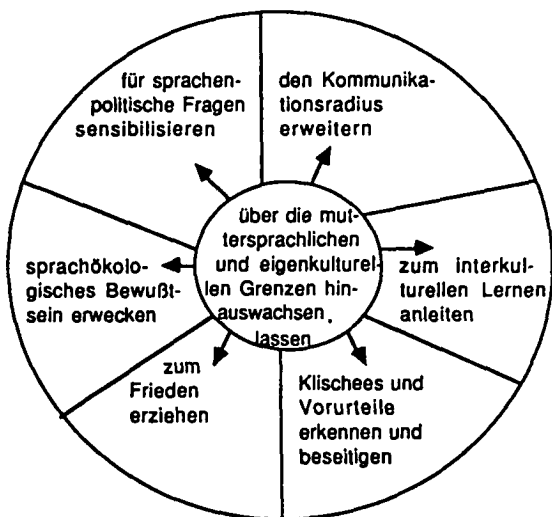 für sprachen-
politische Fragen
sensibilisieren
den Kommunika-
tionsradius
erweitern
über die mut-
tersprachlichen
und eigenkulturel-
len Grenzen hin-
auswachsen
lassen
sprachökolo-
gisches Bewußt-
sein erwecken
zum interkul-
turellen Lernen
anleiten
zum
Frieden
erziehen
Klischees und
Vorurteile
erkennen und
beseitigen